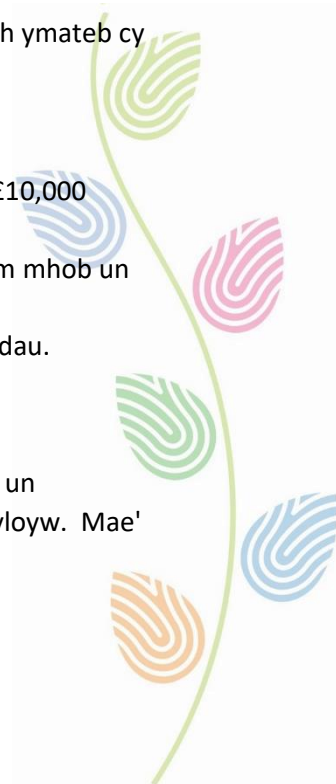 h ymateb cy
£10,000
m mhob un
dau.
un
yloyw. Mae'